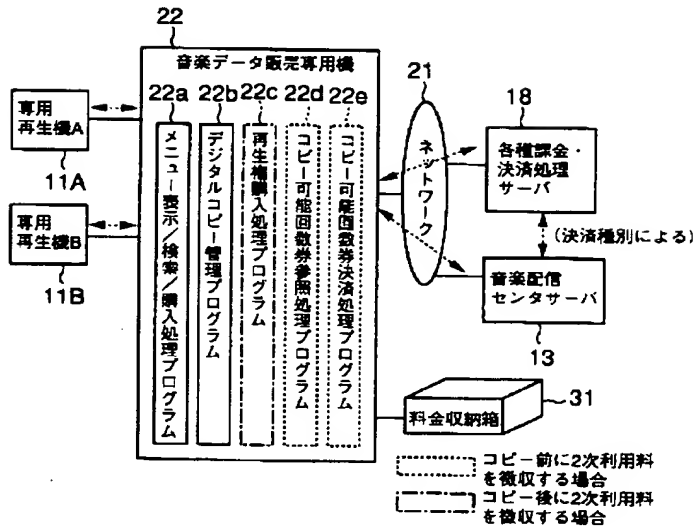 22
音楽データ販売専用機
22a 22b 22c 22d 22e
メニュー表示/検索/購入処理プログラム
デジタルコピー管理プログラム
再生権購入処理プログラム
コピー可能回数券参照処理プログラム
コピー可能回数券決済処理プログラム
専用
再生機A
11A
専用
再生機B
11B
21
ネットワーク
18
各種課金・
決済処理
サーバ
(決済種別による)
音楽配信
センタサーバ
13
31
料金収納箱
コピー前に2次利用料
を徴収する場合
コピー後に2次利用料
を徴収する場合